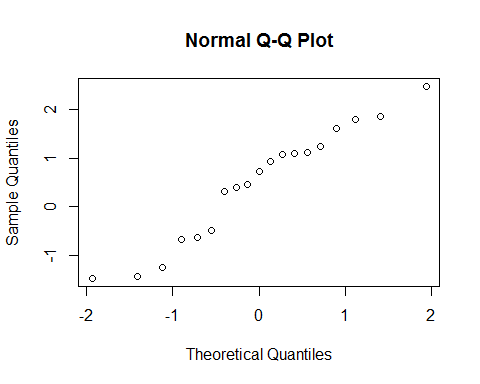 Normal Q-Q Plot
Sample Quantiles
2
1
0
-1
-2 -1 0 1 2
Theoretical Quantiles